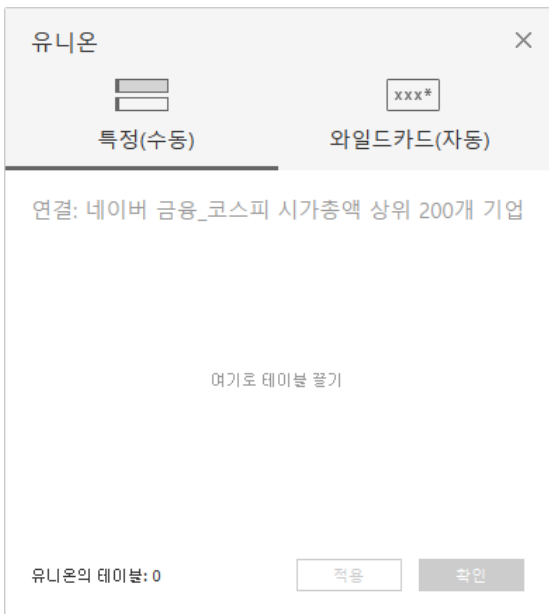 유니온
xxx*
특정(수동)
와일드카드(자동)
연결: 네이버 금융_코스피 시가총액 상위 200개 기업
여기로 테이블 끌기
유니온의 테이블: 0
적용
확인